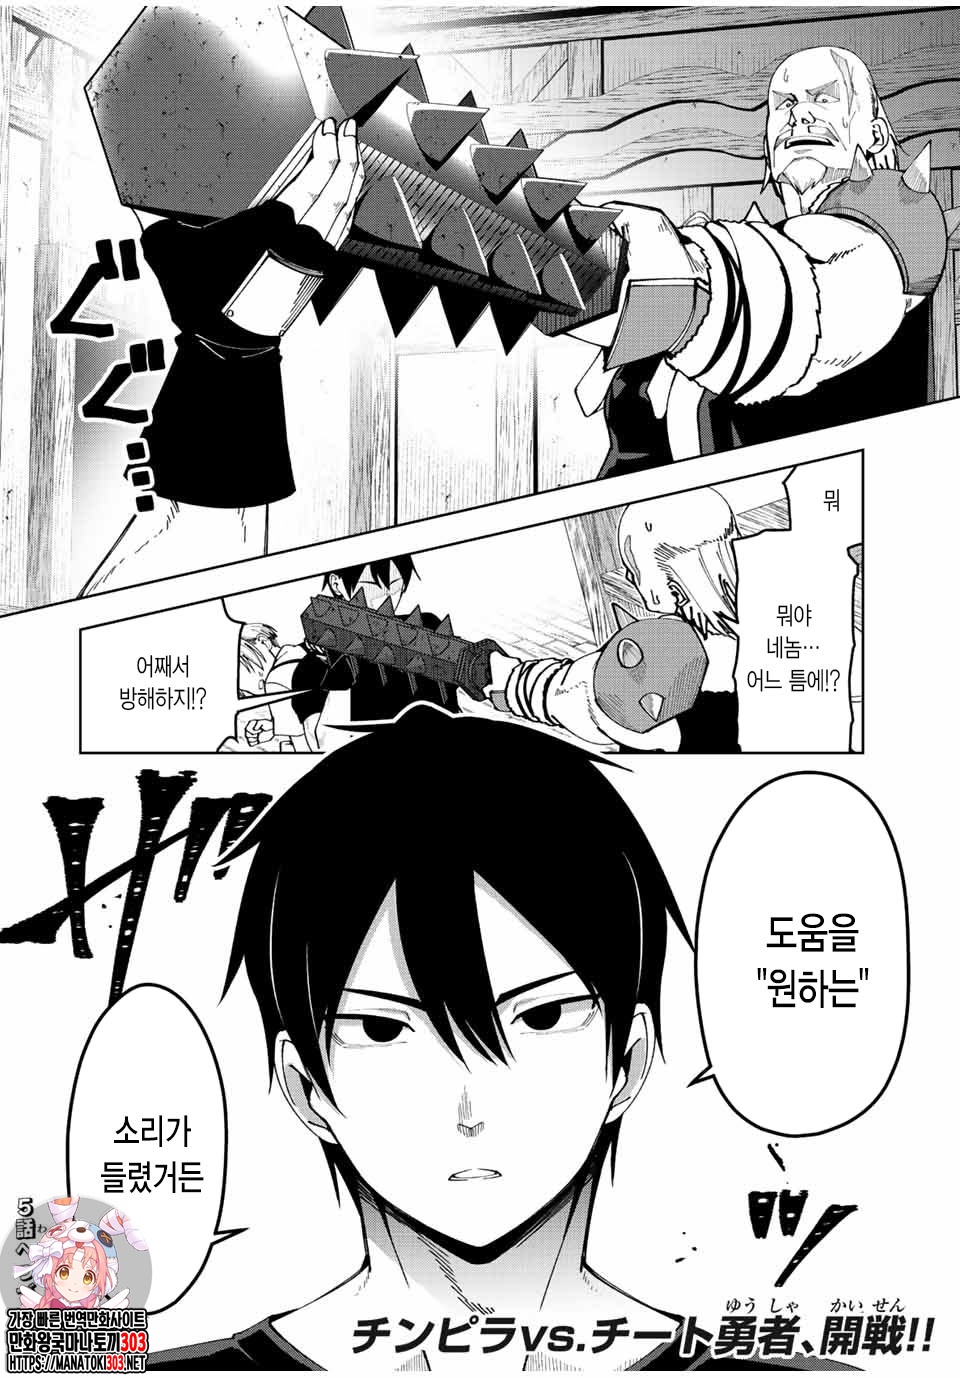 ぐ
ぐ
뭐
뭐야
네놈…
어느 틈에!?
어째서
방해하지!?
도움을
"원하는"
소리가
들렸거든
ザッ
5話へ
가장 빠른 번역만화사이트
만화왕국마나토끼303
HTTPS://MANATOKI303.NET
ゆうしゃ かいせん
チンピラvs.チート勇者、開戦!!